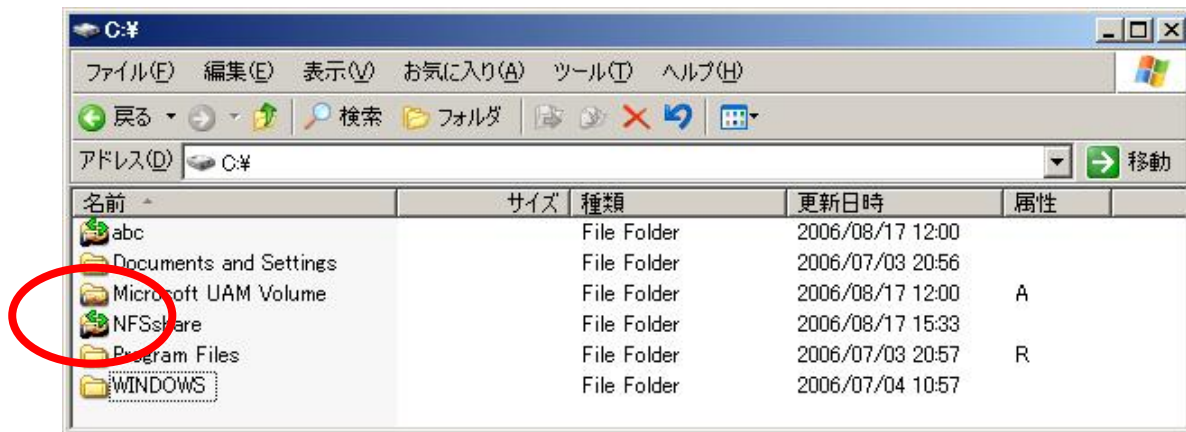 C:¥
ファイル(F) 編集(E) 表示(V) お気に入り(A) ツール(T) ヘルプ(H)
戻る 検索 フォルダ
アドレス(D) C:¥ 移動
名前 サイズ 種類 更新日時 属性
abc File Folder 2006/08/17 12:00
Documents and Settings File Folder 2006/07/03 20:56
Microsoft UAM Volume File Folder 2006/08/17 12:00 A
NFSshare File Folder 2006/08/17 15:33
Program Files File Folder 2006/07/03 20:57 R
WINDOWS File Folder 2006/07/04 10:57